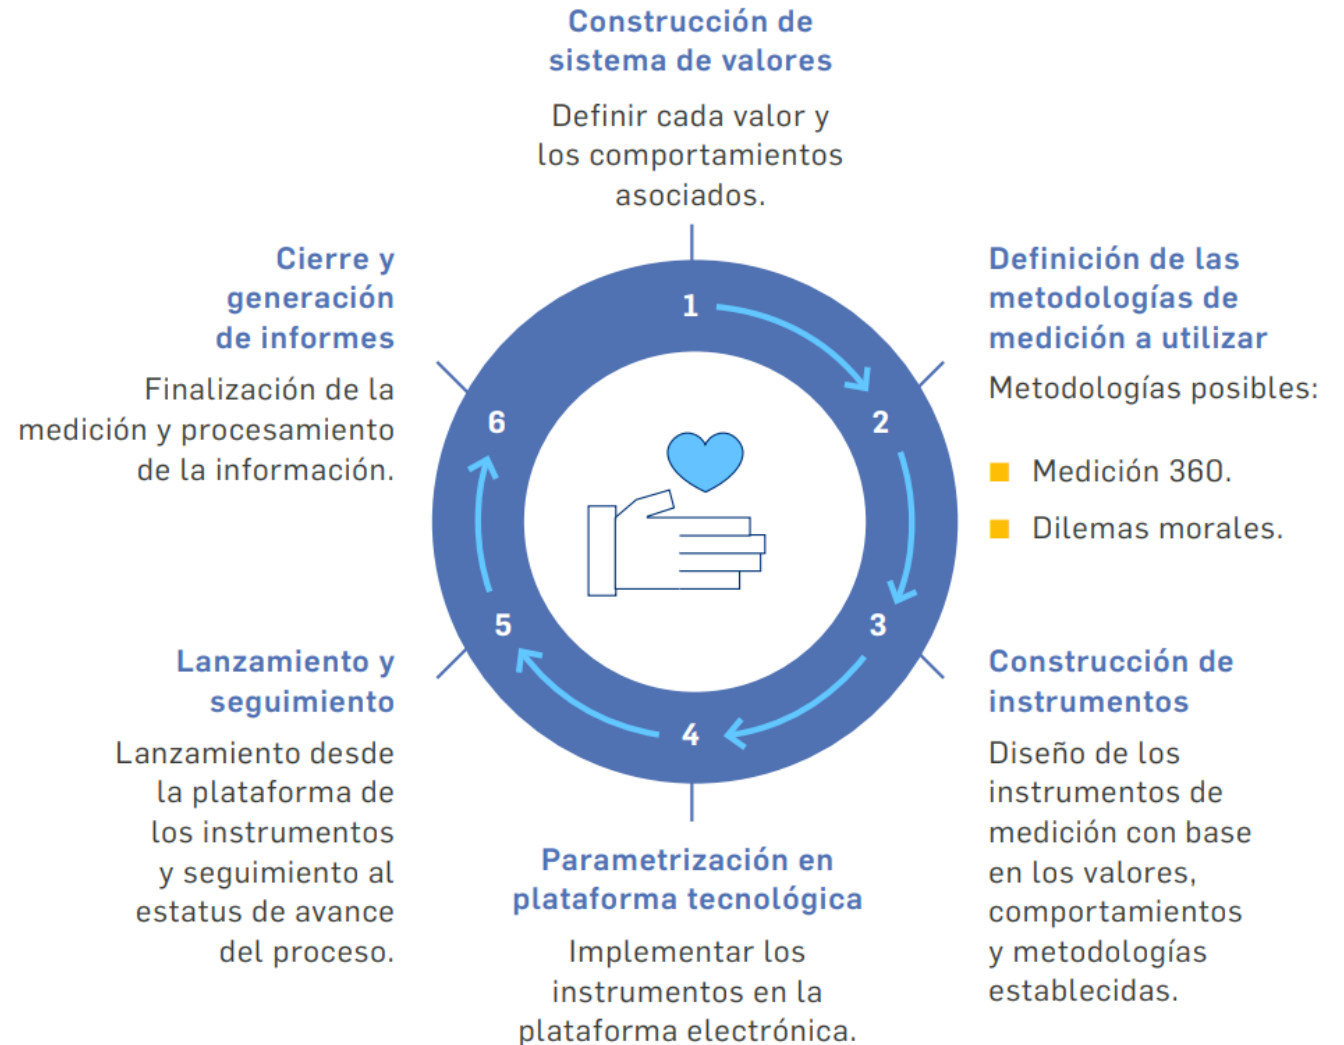 Construcción de
sistema de valores
Definir cada valor y
los comportamientos
asociados.
1
Definición de las
metodologías de
medición a utilizar
Metodologías posibles:
Medición 360.
Dilemas morales.
2
Construcción de
instrumentos
Diseño de los
instrumentos de
medición con base
en los valores,
comportamientos
y metodologías
establecidas.
3
Parametrización en
plataforma tecnológica
Implementar los
instrumentos en la
plataforma electrónica.
4
Lanzamiento y
seguimiento
Lanzamiento desde
la plataforma de
los instrumentos
y seguimiento al
estatus de avance
del proceso.
5
Cierre y
generación
de informes
Finalización de la
medición y procesamiento
de la información.
6